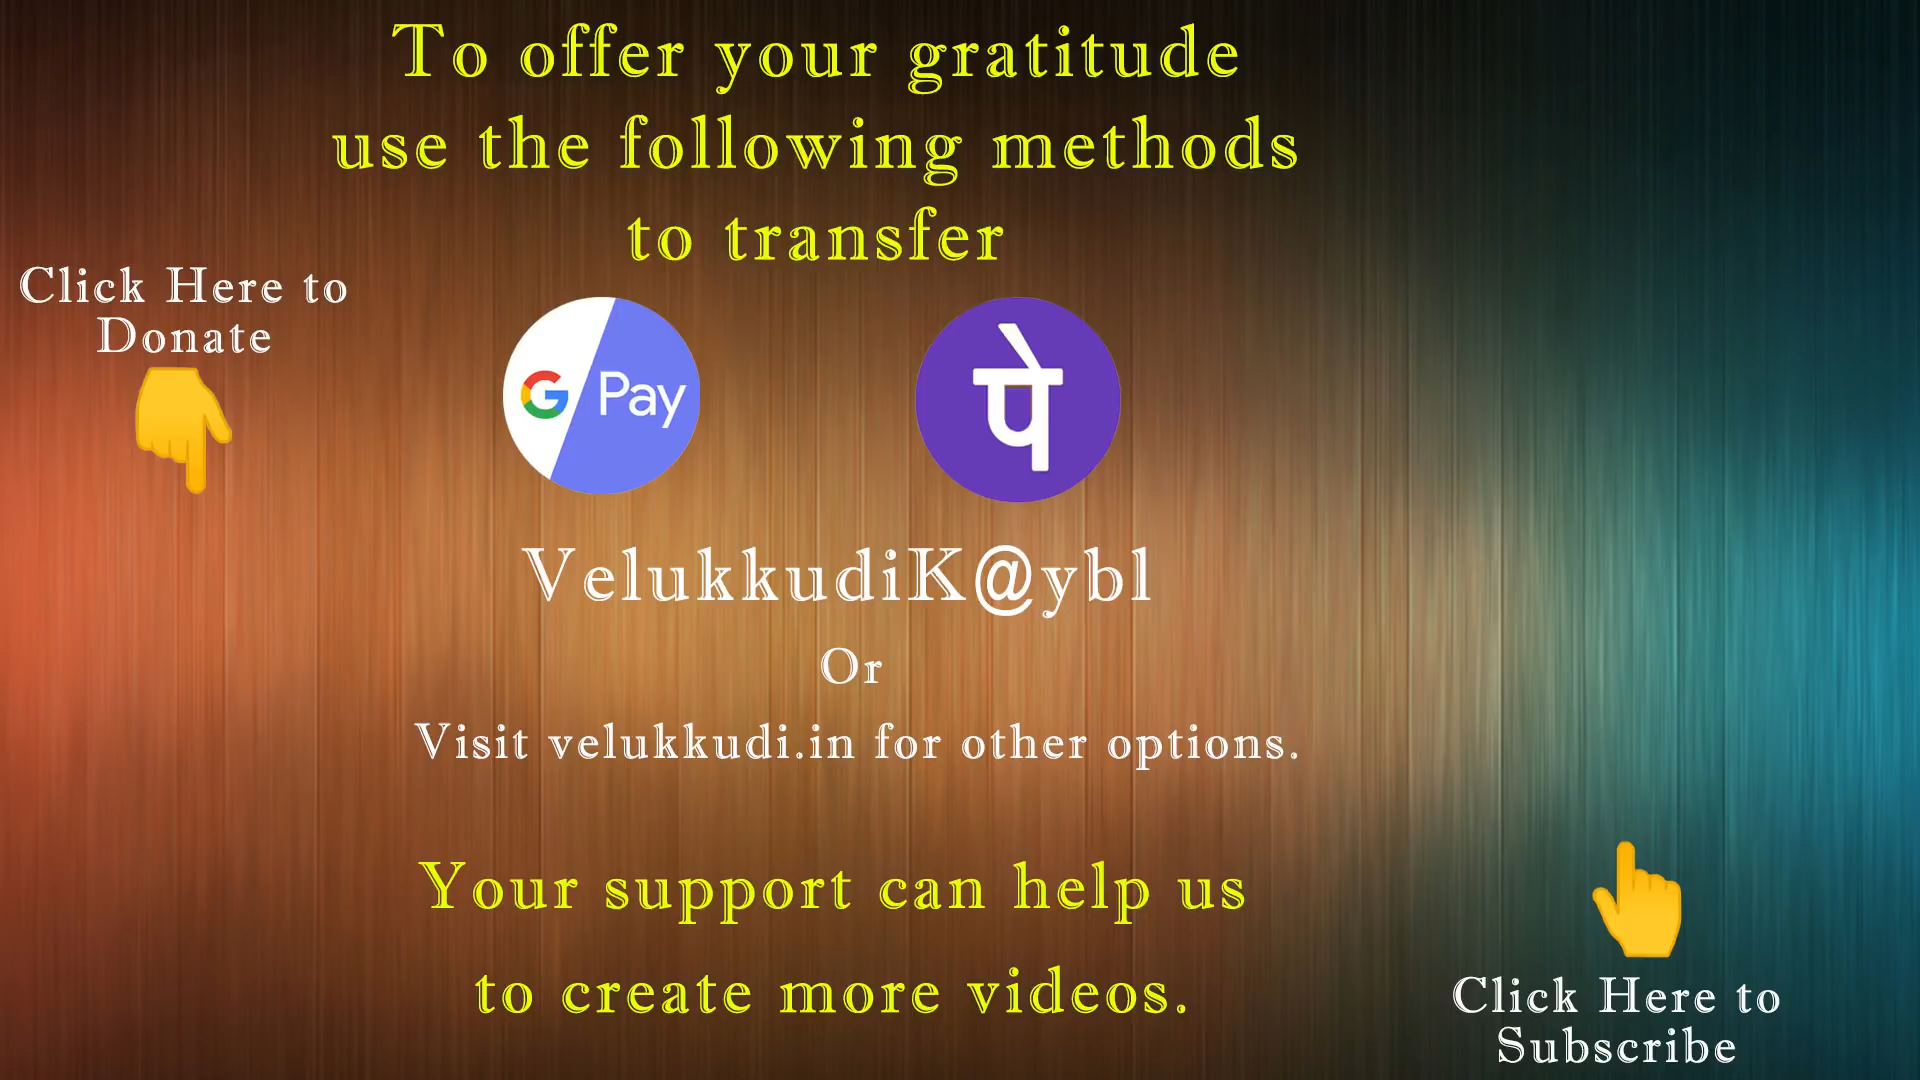 To offer your gratitude
use the following methods
to transfer
Click Here to
Donate
G Pay
पे
VelukkudiK@ybl
Or
Visit velukkudi.in for other options.
Your support can help us
to create more videos.
Click Here to
Subscribe